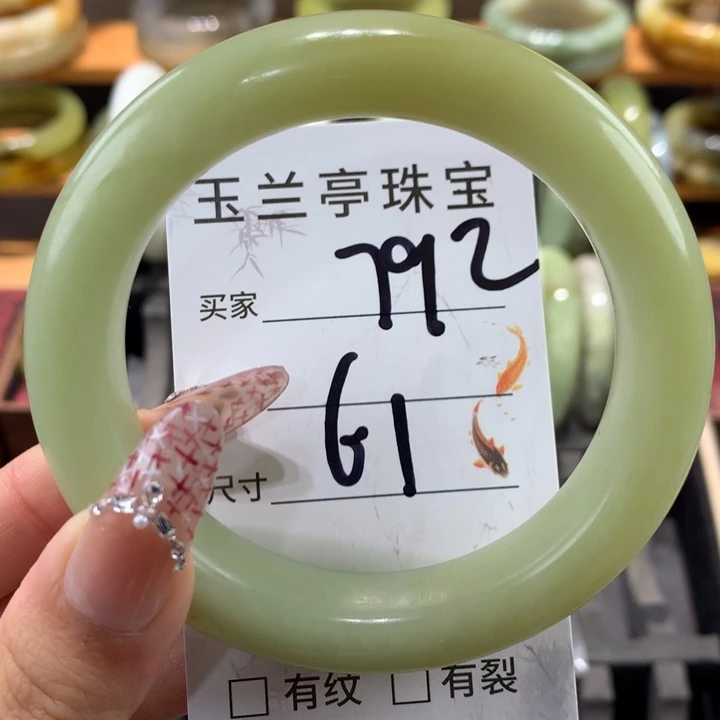 玉兰亭珠宝
买家 792
61
尺寸
□ 有纹 □ 有裂